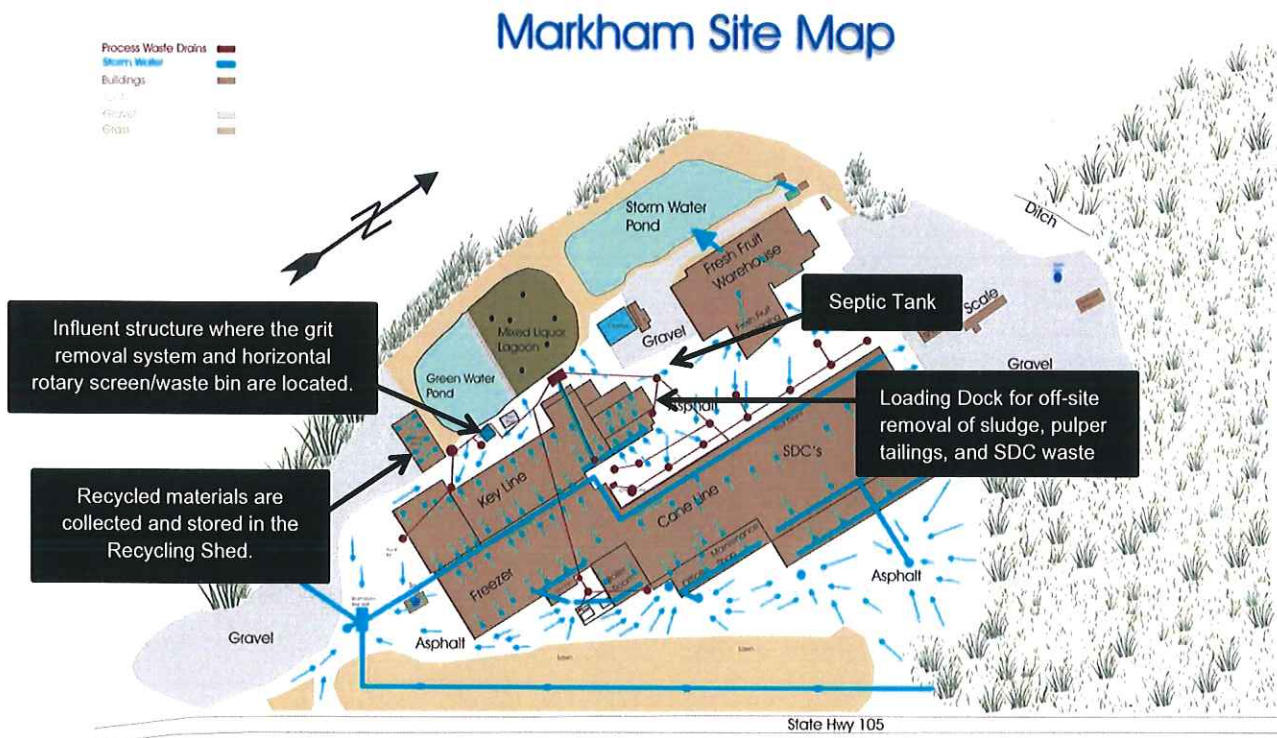 Markham Site Map
Process Waste Drains
Storm Water
Buildings
Gravel
Grass
N
Storm Water
Pond
Ditch
Fresh Fruit
Warehouse
Influent structure where the grit
removal system and horizontal
rotary screen/waste bin are located.
Septic Tank
Scale
Mixed Liquor
Lagoon
Gravel
Fresh Fruit
Green Water
Pond
Gravel
Asphalt
Loading Dock for off-site
removal of sludge, pulper
tailings, and SDC waste
SDC's
Key Line
Recycled materials are
collected and stored in the
Recycling Shed.
Cane Line
Maintenance
Shop
Freezer
Boiler
Asphalt
Gravel
Asphalt
Lawn
Lawn
State Hwy 105